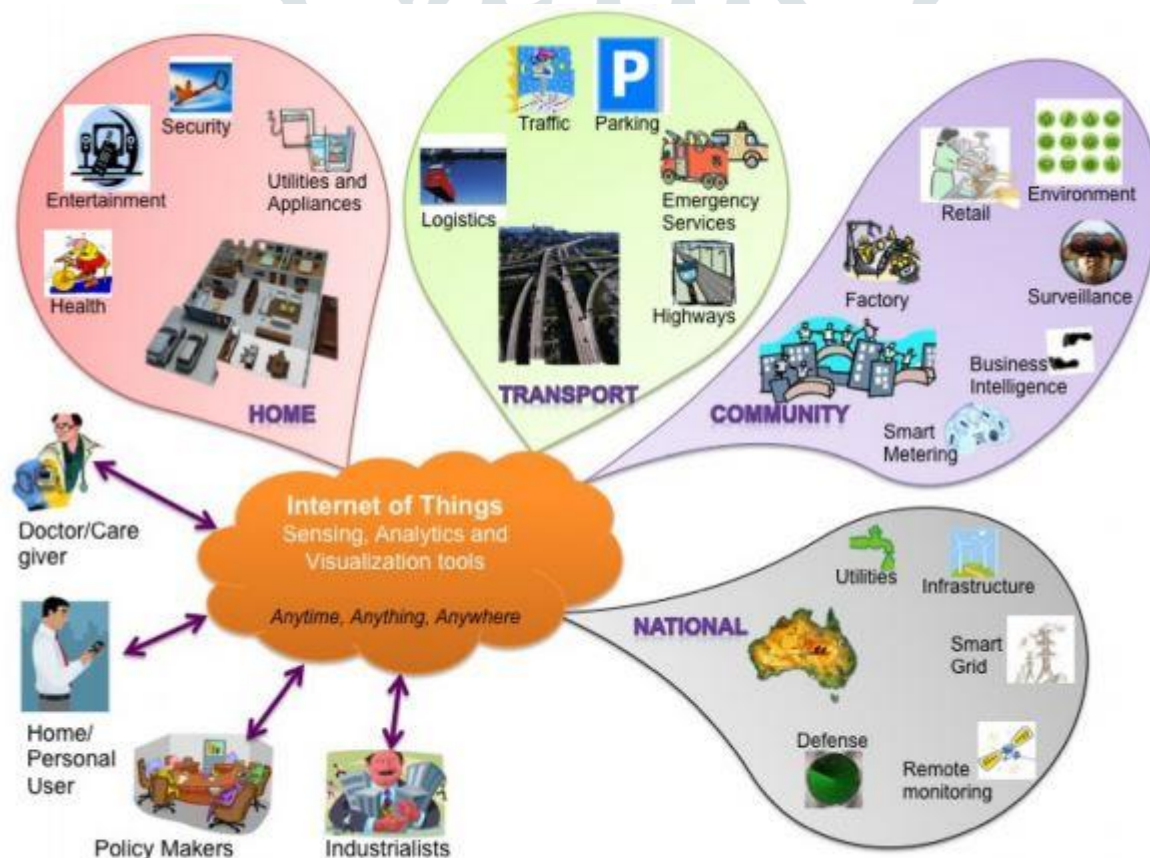 Security
Entertainment
Utilities and
Appliances
Health
HOME
Traffic
P
Parking
Logistics
Emergency
Services
Highways
TRANSPORT
Retail
Environment
Factory
Surveillance
Business
Intelligence
COMMUNITY
Smart
Metering
Internet of Things
Sensing, Analytics and
Visualization tools
Anytime, Anything, Anywhere
Doctor/Care
giver
Home/
Personal
User
Policy Makers
Industrialists
Utilities
Infrastructure
NATIONAL
Smart
Grid
Defense
Remote
monitoring